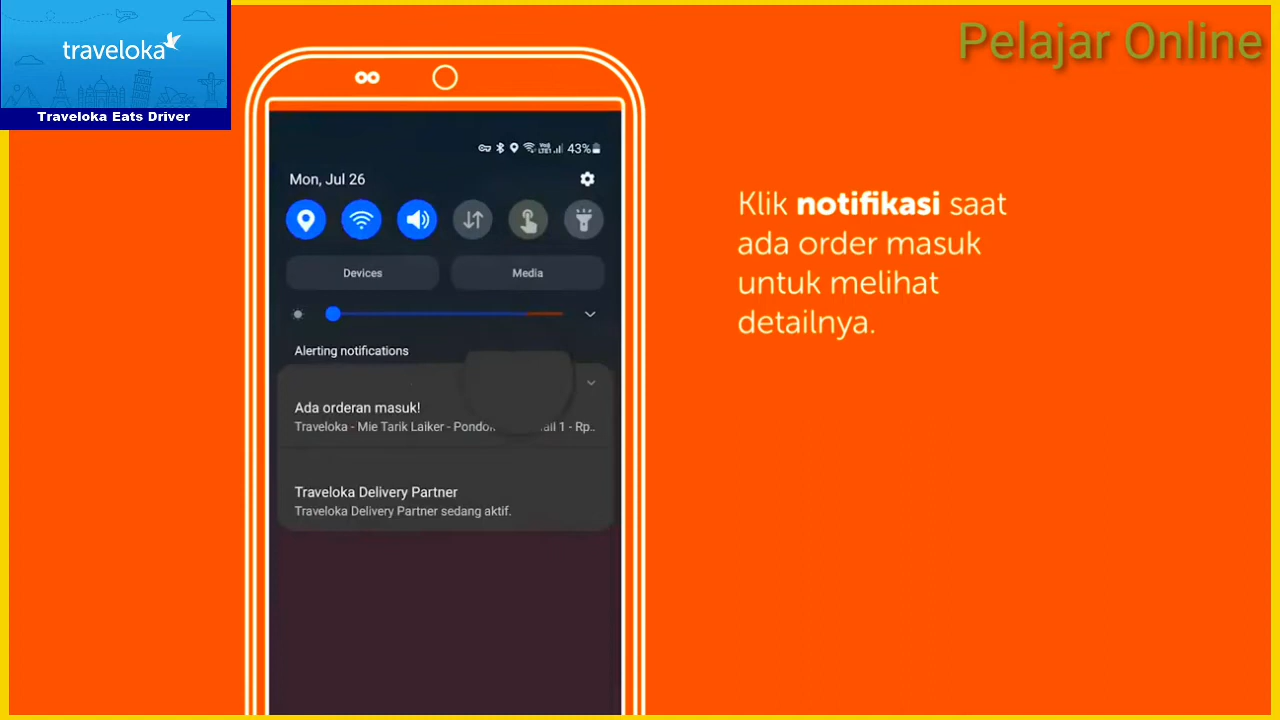 traveloka
Traveloka Eats Driver
Pelajar Online
43%
Mon, Jul 26
Devices
Media
Alerting notifications
Ada orderan masuk!
Traveloka - Mie Tarik Laiker - 1 - Rp..
Traveloka Delivery Partner
Traveloka Delivery Partner sedang aktif.
Klik notifikasi saat
ada order masuk
untuk melihat
detailnya.